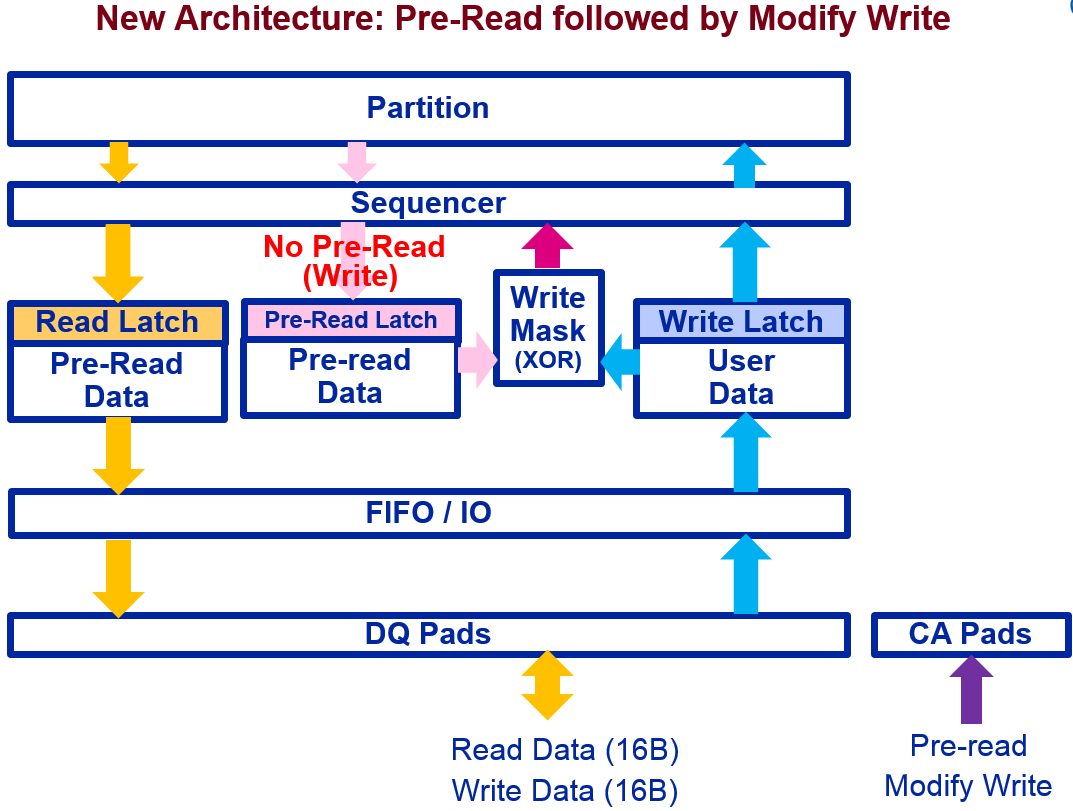 New Architecture: Pre-Read followed by Modify Write
Partition
Sequencer
No Pre-Read
(Write)
Read Latch
Pre-Read
Data
Pre-Read Latch
Pre-read
Data
Write
Mask
(XOR)
Write Latch
User
Data
FIFO / IO
DQ Pads
CA Pads
Read Data (16B)
Write Data (16B)
Pre-read
Modify Write